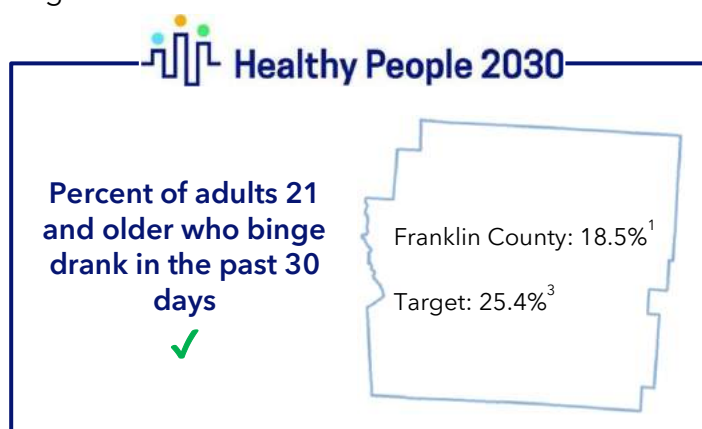 Healthy People 2030
Percent of adults 21
and older who binge
drank in the past 30
days
✓
Franklin County: 18.5%¹
Target: 25.4%³